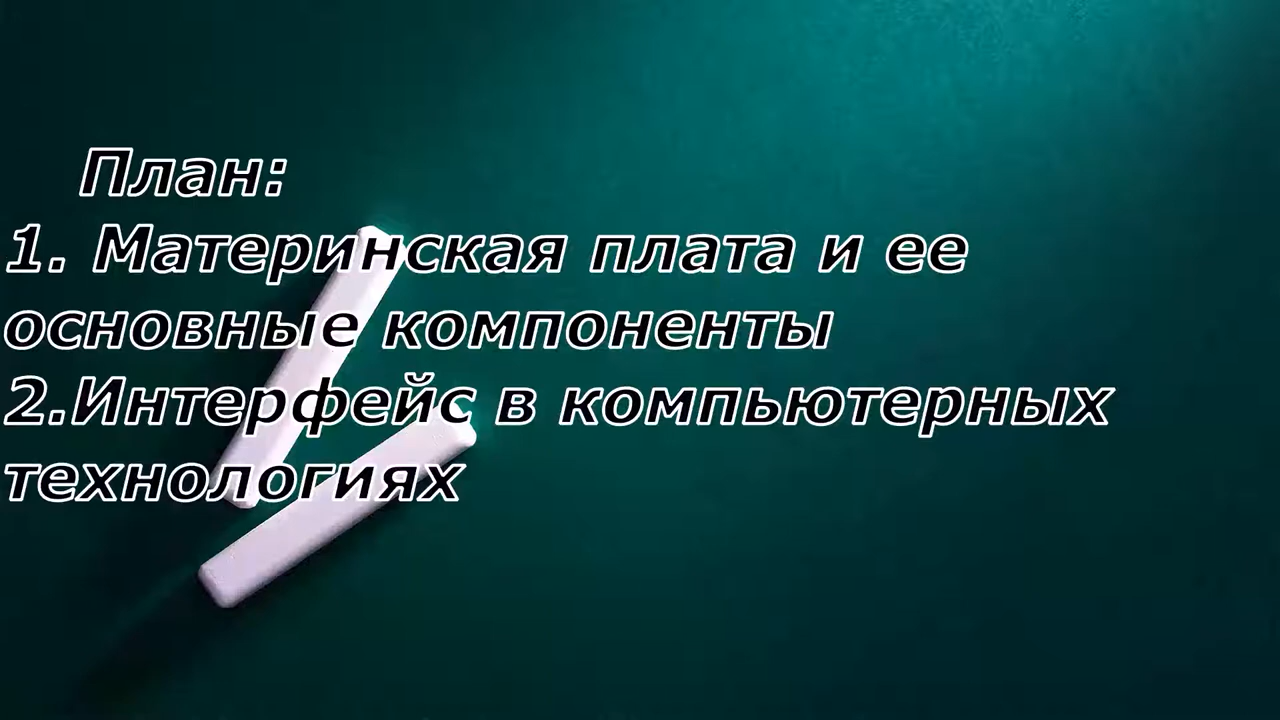 План:
1. Материнская плата и ее
основные компоненты
2.Интерфейс в компьютерных
технологиях